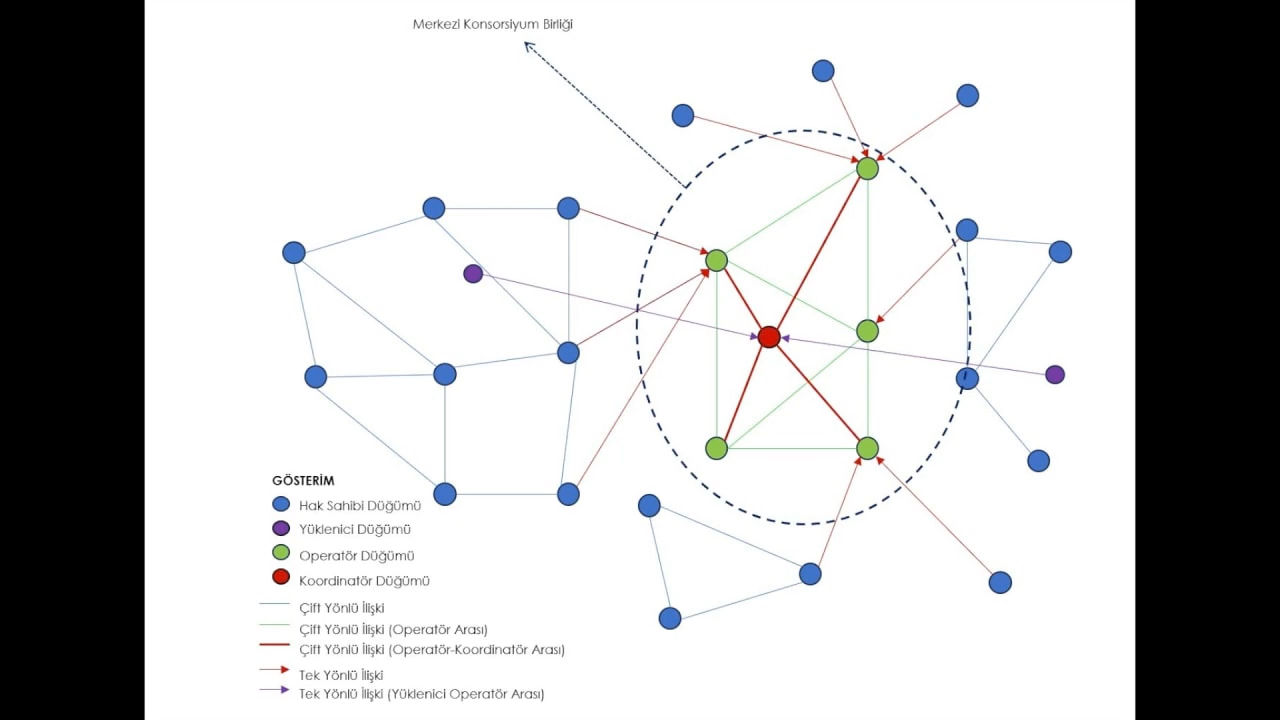 Merkezi Konsorsiyum Birliği
GÖSTERİM
Hak Sahibi Düğümü
Yüklenici Düğümü
Operatör Düğümü
Koordinatör Düğümü
Çift Yönlü İlişki
Çift Yönlü İlişki (Operatör Arası)
Çift Yönlü İlişki (Operatör-Koordinatör Arası)
Tek Yönlü İlişki
Tek Yönlü İlişki (Yüklenici Operatör Arası)